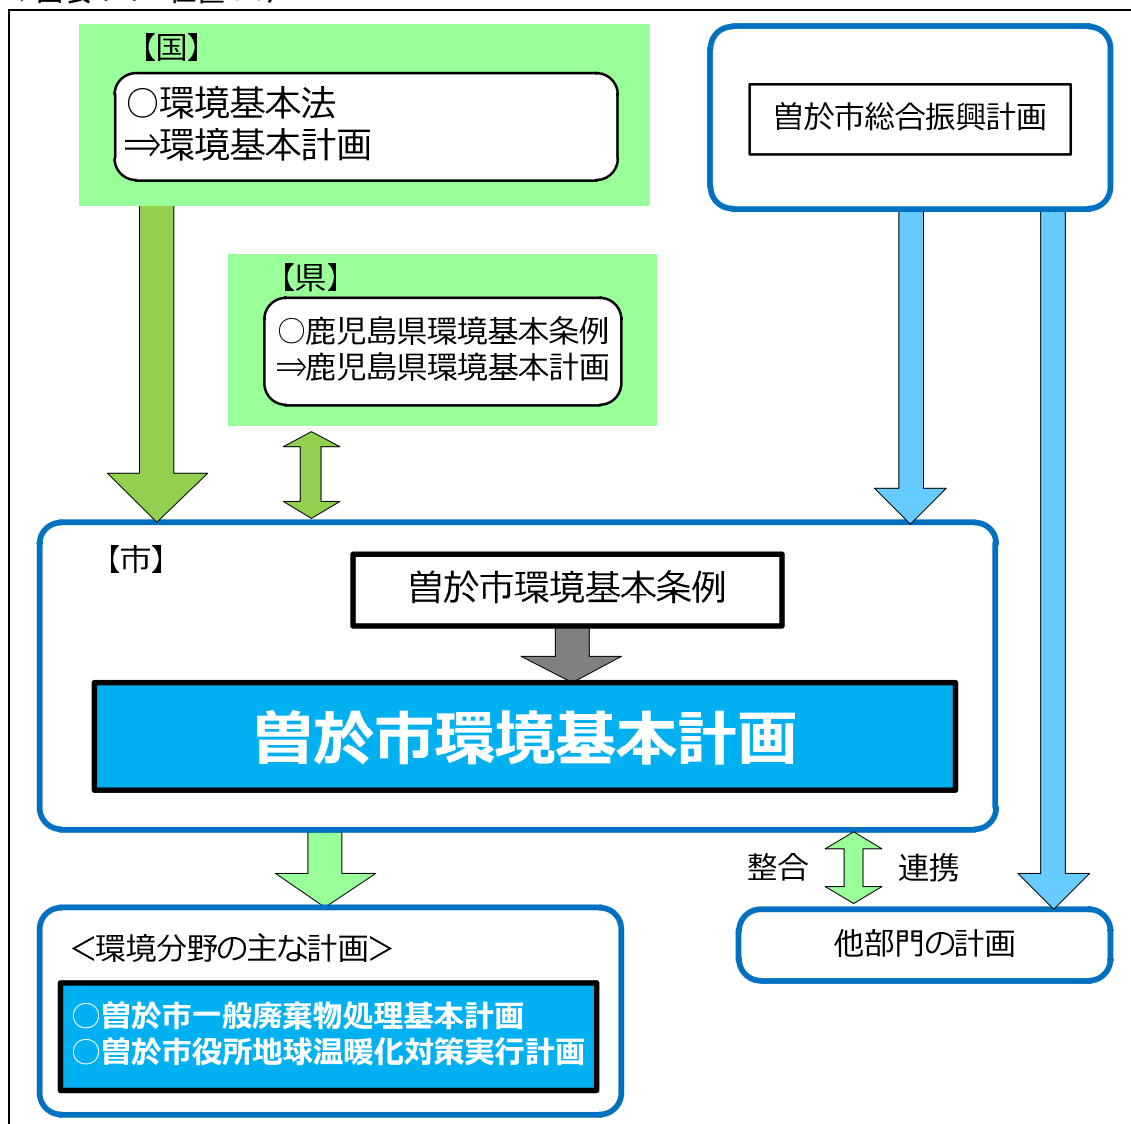 【国】
○環境基本法
⇒環境基本計画
曽於市総合振興計画
【県】
○鹿児島県環境基本条例
⇒鹿児島県環境基本計画
【市】
曽於市環境基本条例
曽於市環境基本計画
整合
連携
<環境分野の主な計画>
○曽於市一般廃棄物処理基本計画
○曽於市役所地球温暖化対策実行計画
他部門の計画